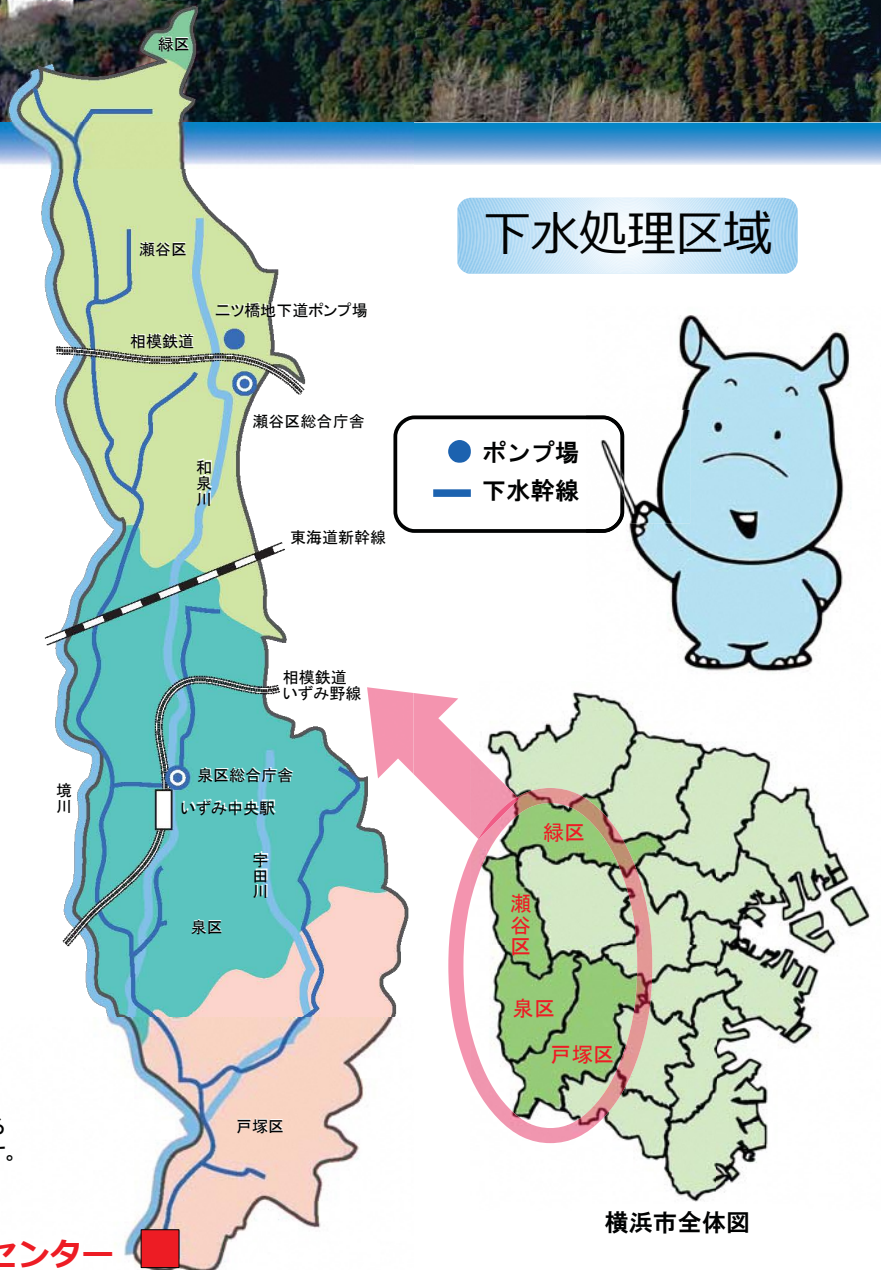 緑区
下水処理区域
瀬谷区
二ツ橋地下道ポンプ場
相模鉄道
瀬谷区総合庁舎
ポンプ場
下水幹線
和泉川
東海道新幹線
相模鉄道
いずみ野線
泉区総合庁舎
いずみ中央駅
境川
宇田川
泉区
戸塚区
緑区
瀬谷区
泉区
戸塚区
横浜市全体図
る
。
センター